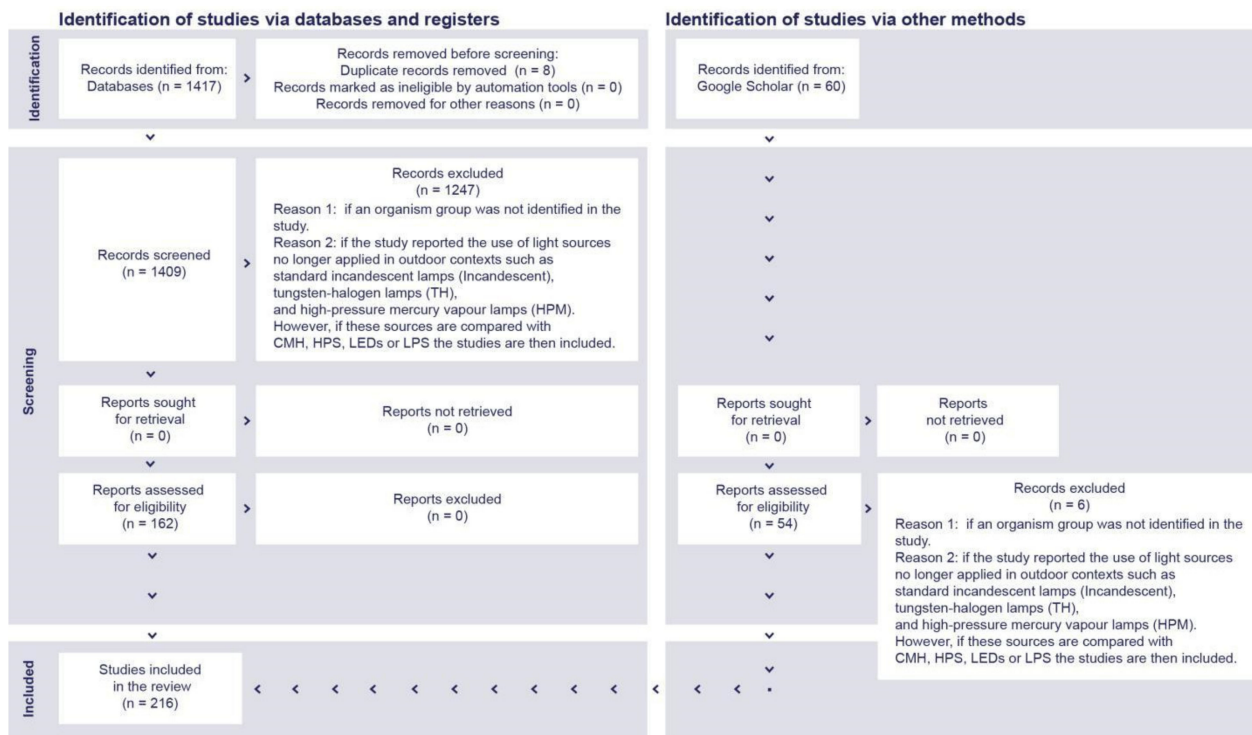 Identification of studies via databases and registers
Identification of studies via other methods
Identification
Records identified from:
Databases (n = 1417)
>
Records removed before screening:
Duplicate records removed (n = 8)
Records marked as ineligible by automation tools (n = 0)
Records removed for other reasons (n = 0)
Records identified from:
Google Scholar (n = 60)
Screening
Records screened
(n = 1409)
>
Records excluded
(n = 1247)
Reason 1: if an organism group was not identified in the
study.
Reason 2: if the study reported the use of light sources
no longer applied in outdoor contexts such as
standard incandescent lamps (Incandescent),
tungsten-halogen lamps (TH),
and high-pressure mercury vapour lamps (HPM).
However, if these sources are compared with
CMH, HPS, LEDs or LPS the studies are then included.
Reports sought
for retrieval
(n = 0)
>
Reports not retrieved
(n = 0)
Reports sought
for retrieval
(n = 0)
>
Reports
not retrieved
(n = 0)
Reports assessed
for eligibility
(n = 162)
>
Reports excluded
(n = 0)
Reports assessed
for eligibility
(n = 54)
>
Records excluded
(n = 6)
Reason 1: if an organism group was not identified in the
study.
Reason 2: if the study reported the use of light sources
no longer applied in outdoor contexts such as
standard incandescent lamps (Incandescent),
tungsten-halogen lamps (TH),
and high-pressure mercury vapour lamps (HPM).
However, if these sources are compared with
CMH, HPS, LEDs or LPS the studies are then included.
Included
Studies included
in the review
(n = 216)
< < < < < < < < < < < < < .